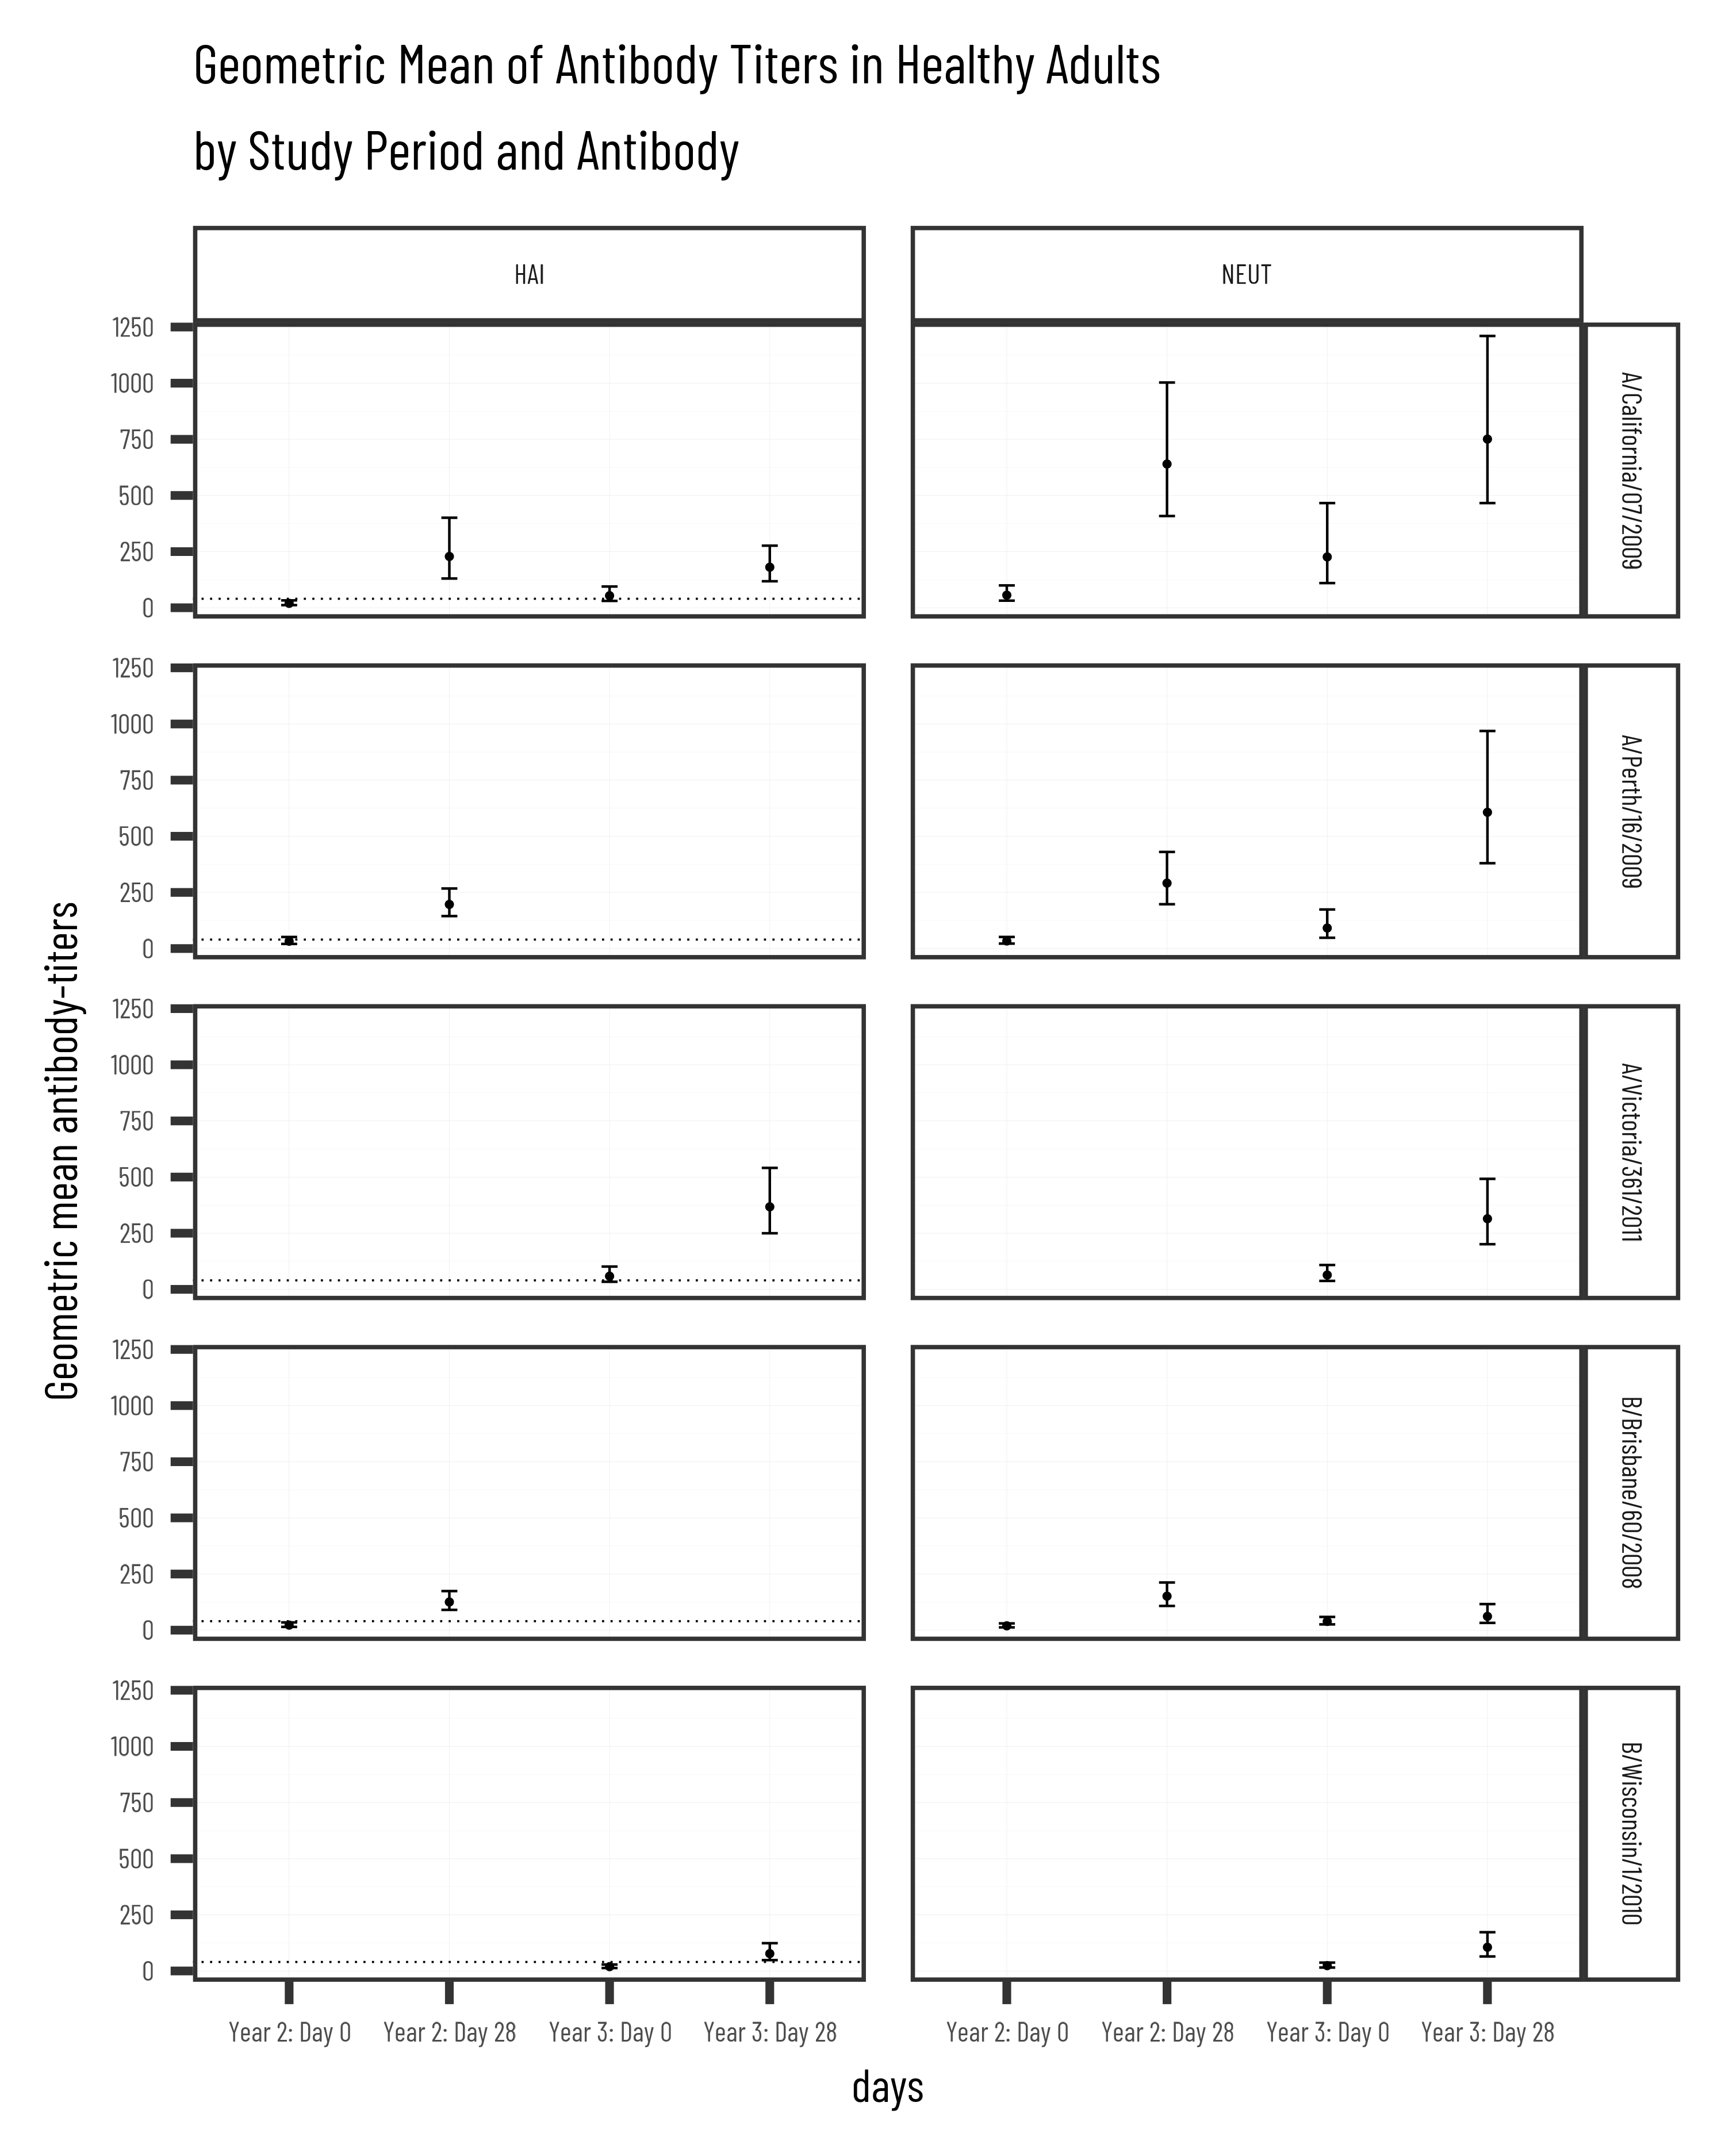 Geometric Mean of Antibody Titers in Healthy Adults
by Study Period and Antibody
HAI
NEUT
1250
1000
750
500
250
0
A/California/07/2009
1250
1000
750
500
250
0
A/Perth/16/2009
1250
1000
750
500
250
0
A/Victoria/361/2011
1250
1000
750
500
250
0
B/Brisbane/60/2008
1250
1000
750
500
250
0
B/Wisconsin/1/2010
Geometric mean antibody-titers
Year 2: Day 0 Year 2: Day 28 Year 3: Day 0 Year 3: Day 28
Year 2: Day 0 Year 2: Day 28 Year 3: Day 0 Year 3: Day 28
days